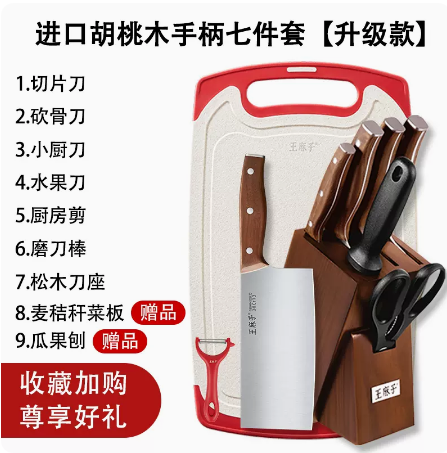 进口胡桃木手柄七件套【升级款】
1.切片刀
2.砍骨刀
3.小厨刀
4.水果刀
5.厨房剪
6.磨刀棒
7.松木刀座
8.麦秸秆菜板 赠品
9.瓜果刨 赠品
收藏加购
尊享好礼
王麻子
王麻子
王麻子